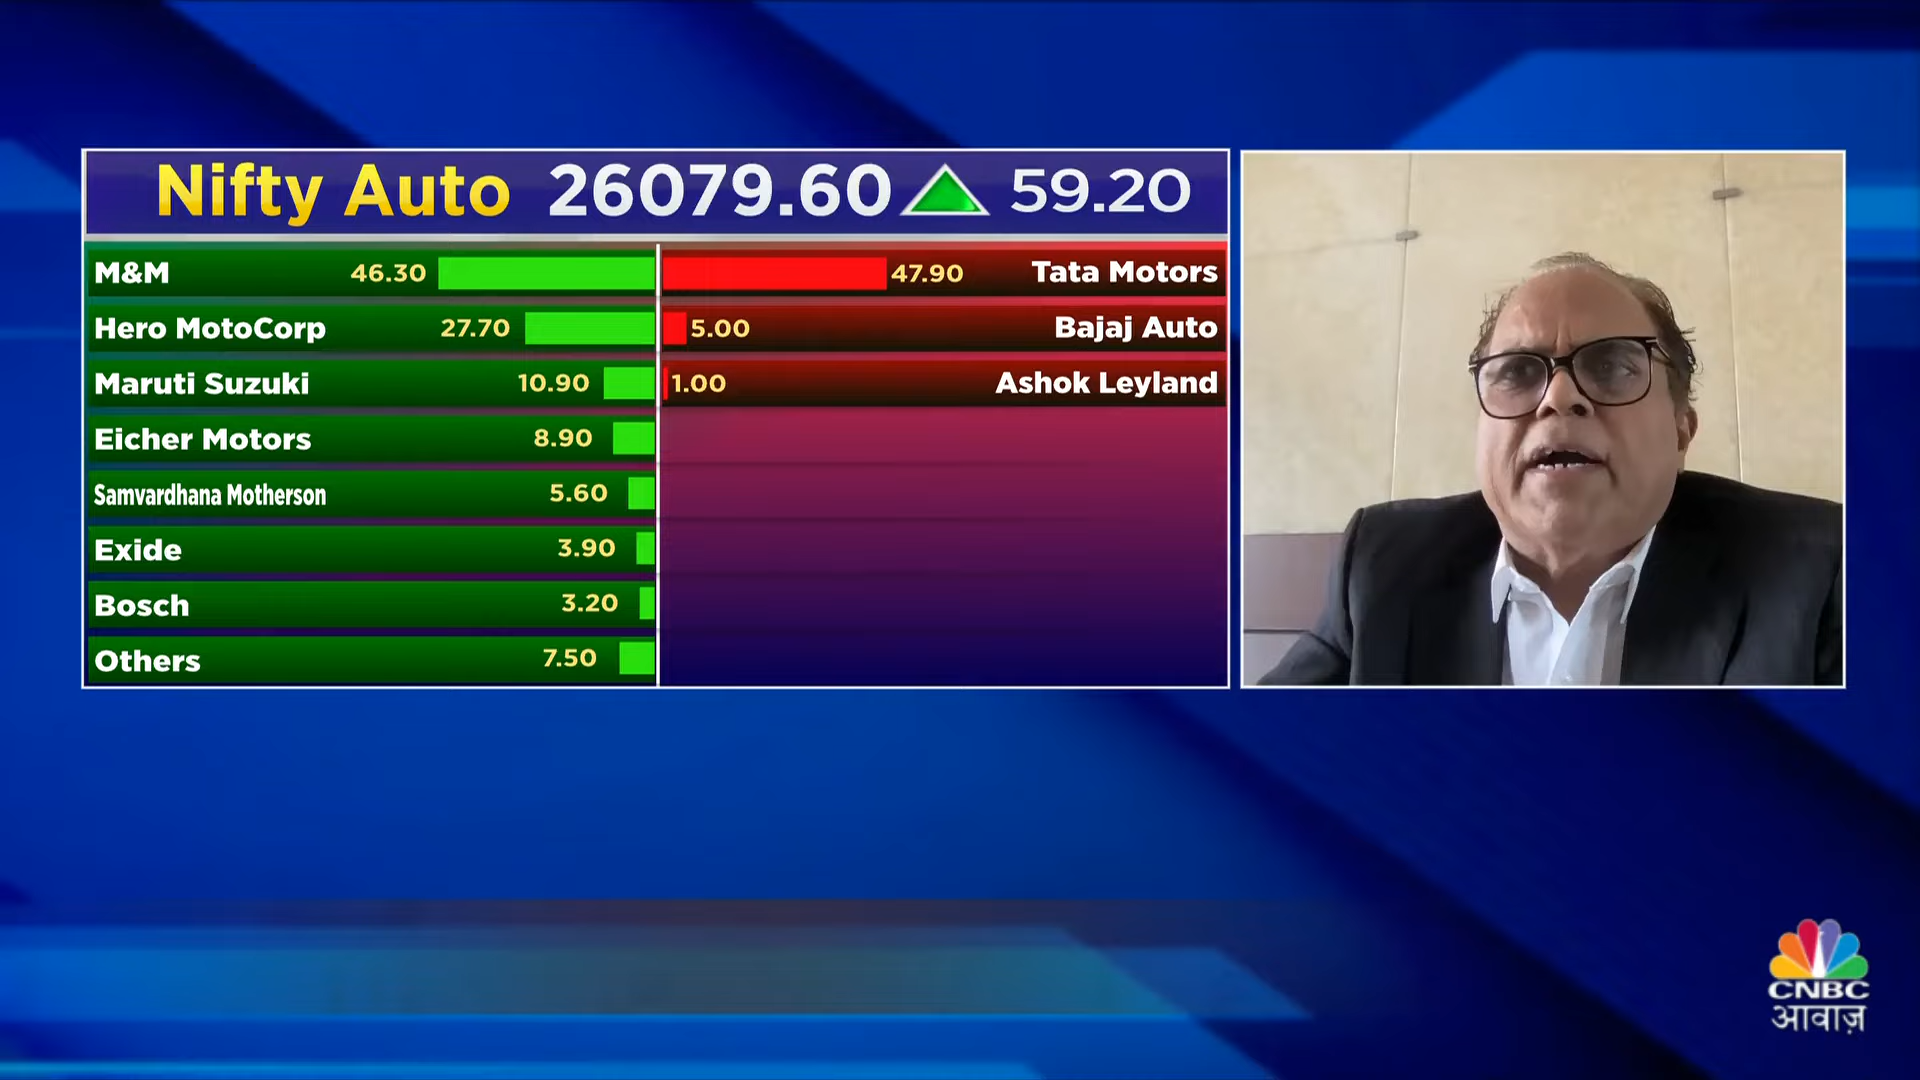 Nifty Auto 26079.60 59.20
M&M 46.30 47.90 Tata Motors
Hero MotoCorp 27.70 5.00 Bajaj Auto
Maruti Suzuki 10.90 1.00 Ashok Leyland
Eicher Motors 8.90
Samvardhana Motherson 5.60
Exide 3.90
Bosch 3.20
Others 7.50
CNBC
आवाज़